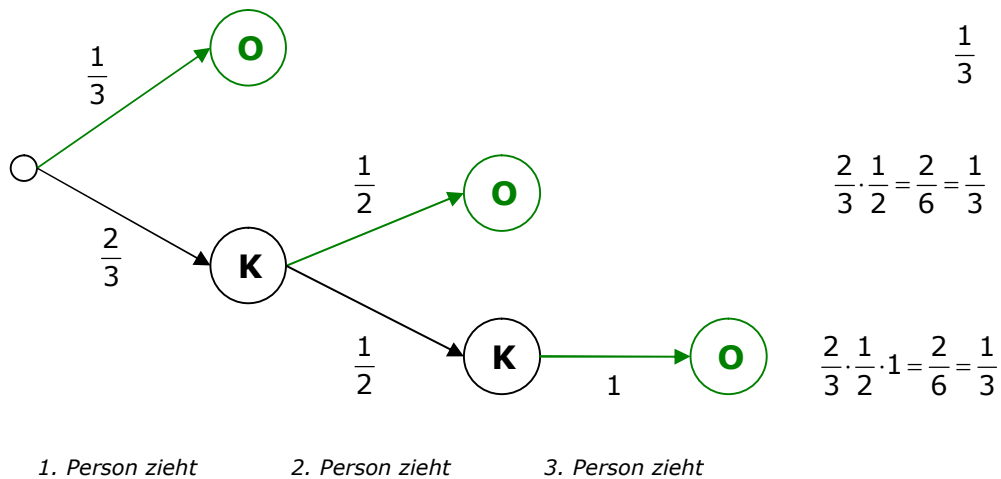 O
1/3
1/3
1/2
O
2/3 · 1/2 = 2/6 = 1/3
2/3
K
1/2
K
1
O
2/3 · 1/2 · 1 = 2/6 = 1/3
1. Person zieht 2. Person zieht 3. Person zieht